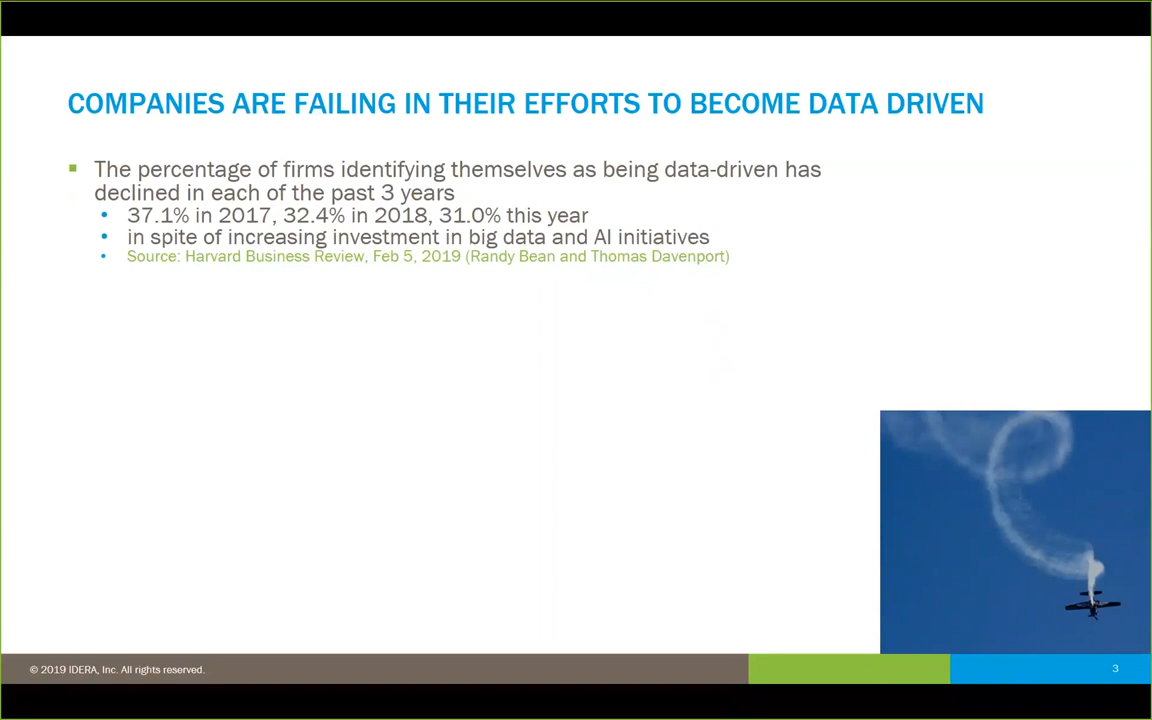 COMPANIES ARE FAILING IN THEIR EFFORTS TO BECOME DATA DRIVEN
The percentage of firms identifying themselves as being data-driven has
declined in each of the past 3 years
37.1% in 2017, 32.4% in 2018, 31.0% this year
in spite of increasing investment in big data and AI initiatives
Source: Harvard Business Review, Feb 5, 2019 (Randy Bean and Thomas Davenport)
© 2019 IDERA, Inc. All rights reserved.
3